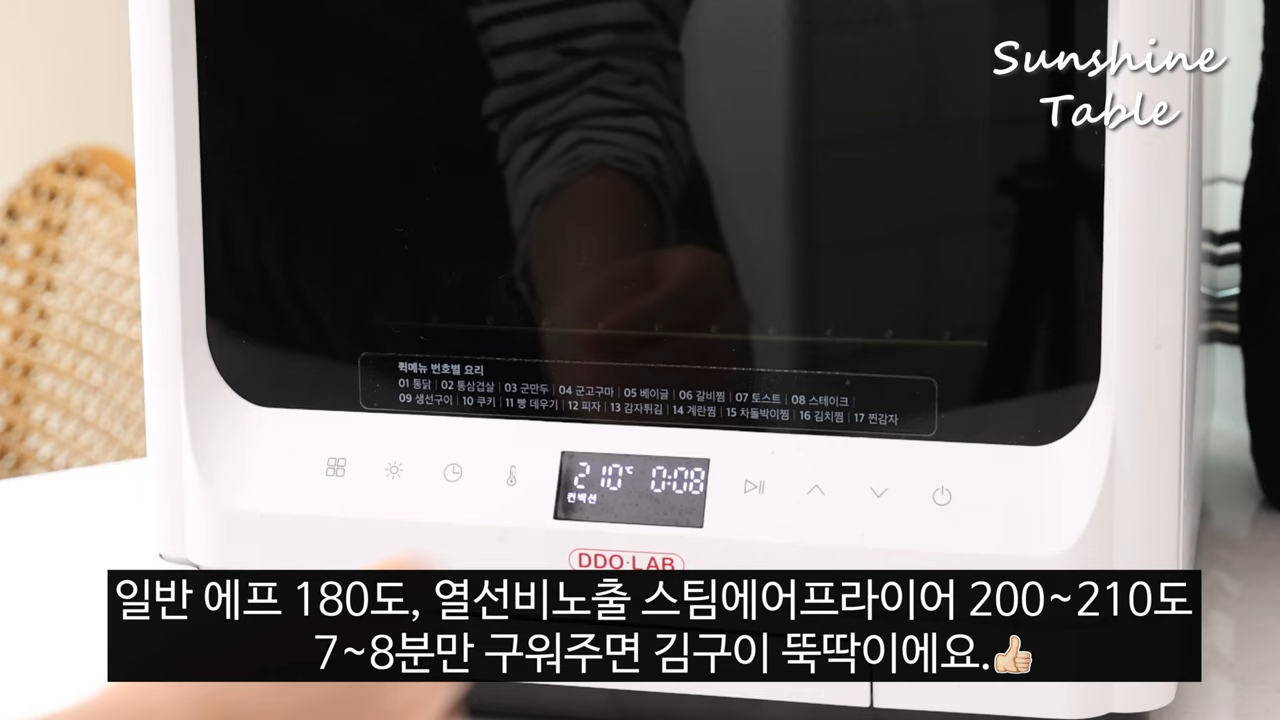 Sunshine
Table
퀵메뉴 번호별 요리
01 통닭 | 02 통삼겹살 | 03 군만두 | 04 군고구마 | 05 베이글 | 06 갈비찜 | 07 토스트 | 08 스테이크 |
09 생선구이 | 10 쿠키 | 11 빵 데우기 | 12 피자 | 13 감자튀김 | 14 계란찜 | 15 차돌박이찜 | 16 김치찜 | 17 찐감자
210℃ 0:08
컨벡션
DDO·LAB
일반 에프 180도, 열선비노출 스팀에어프라이어 200~210도
7~8분만 구워주면 김구이 뚝딱이에요.👍🏻